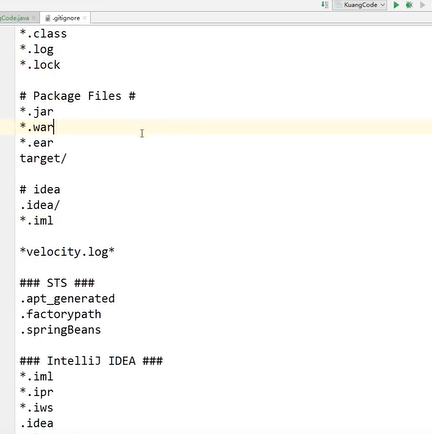 gCode.java
.gitignore
KuangCode
*.class
*.log
*.lock
# Package Files #
*.jar
*.war
*.ear
target/
# idea
.idea/
*.iml
*velocity.log*
### STS ###
.apt_generated
.factorypath
.springBeans
### IntelliJ IDEA ###
*.iml
*.ipr
*.iws
.idea